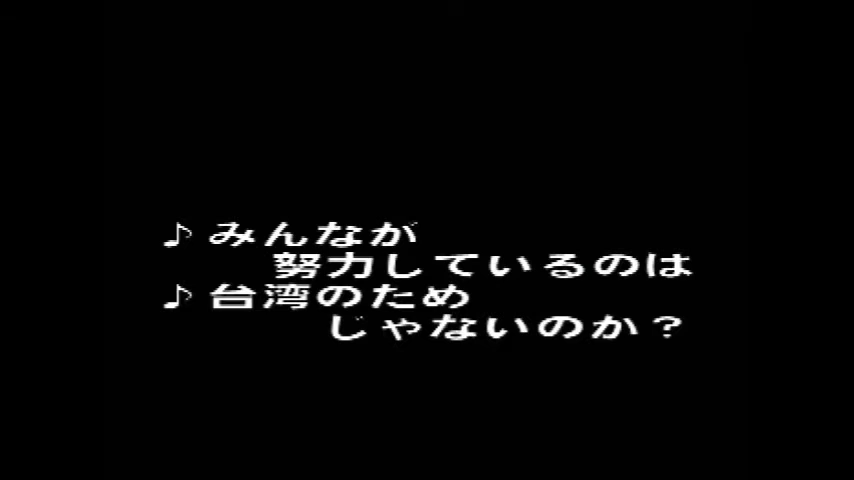 ♪みんなが
努力しているのは
♪台湾のため
じゃないのか？